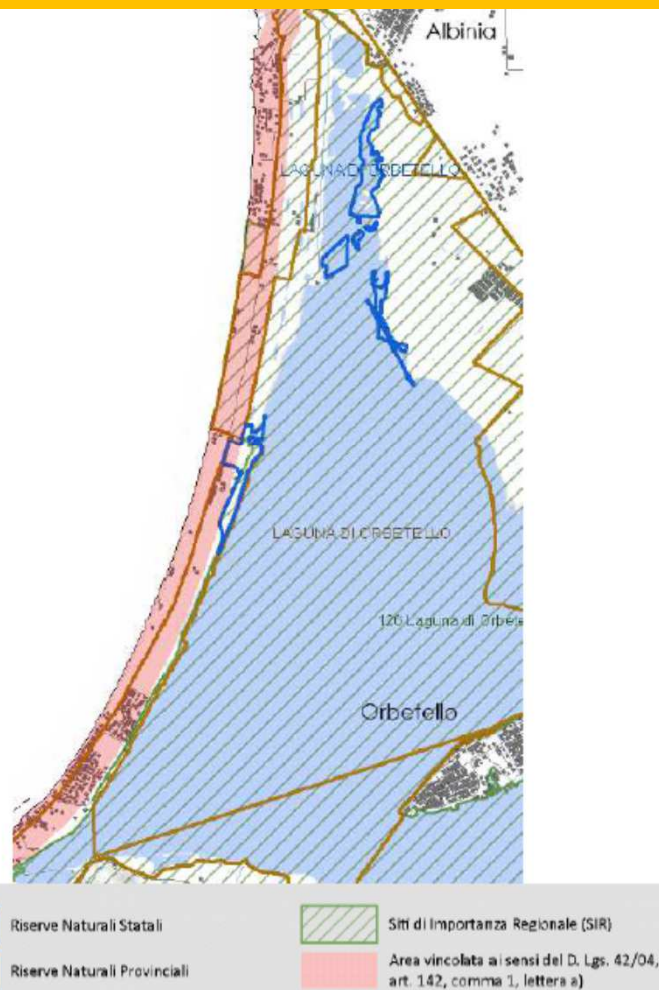 Albinia
LAGUNA DI ORBETELLO
LAGUNA DI ORBETELLO
126 Laguna di Orbete
Orbetello
Riserve Naturali Statali
Siti di Importanza Regionale (SIR)
Riserve Naturali Provinciali
Area vincolata ai sensi del D. Lgs. 42/04,
art. 142, comma 1, lettera a)